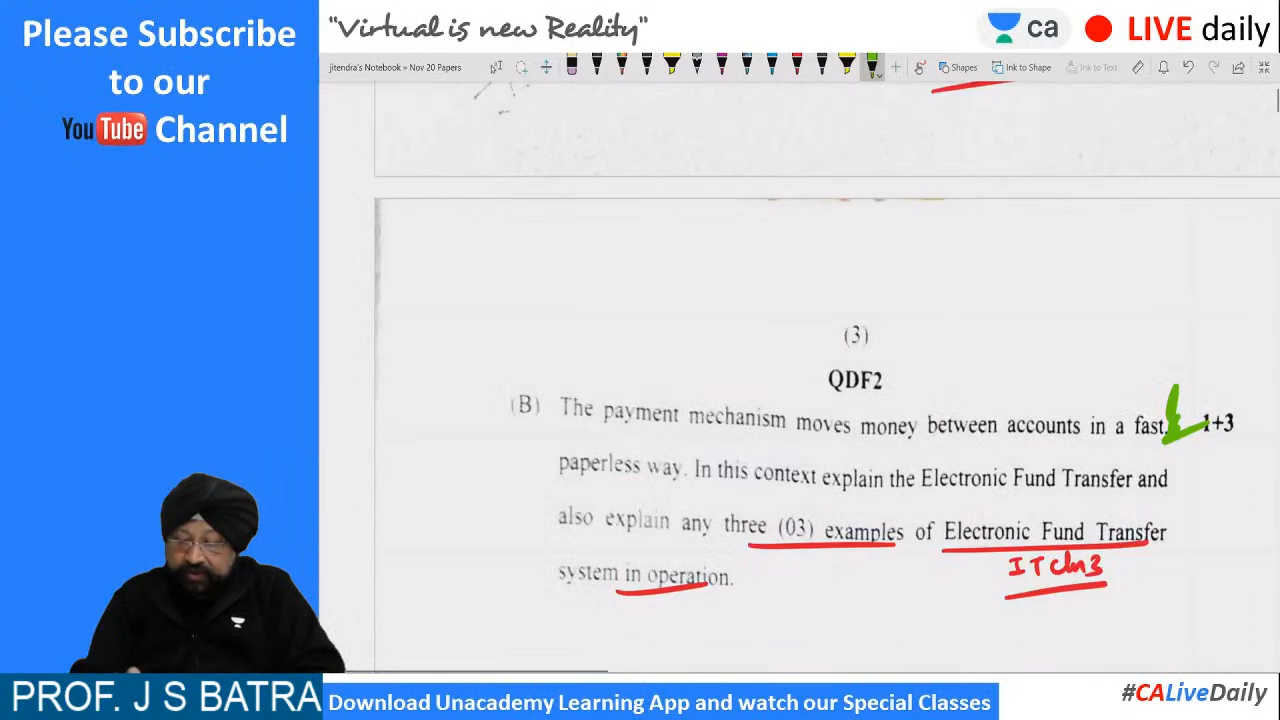 Please Subscribe
to our
YouTube Channel
"Virtual is new Reality"
ca
LIVE daily
jitendra's Notebook > Nov 20 Papers
Shapes
Ink to Shape
Ink to Text
(3)
QDF2
(B) The payment mechanism moves money between accounts in a fast, 1+3
paperless way. In this context explain the Electronic Fund Transfer and
also explain any three (03) examples of Electronic Fund Transfer
system in operation.
IT
PROF. J S BATRA
Download Unacademy Learning App and watch our Special Classes
#CALiveDaily